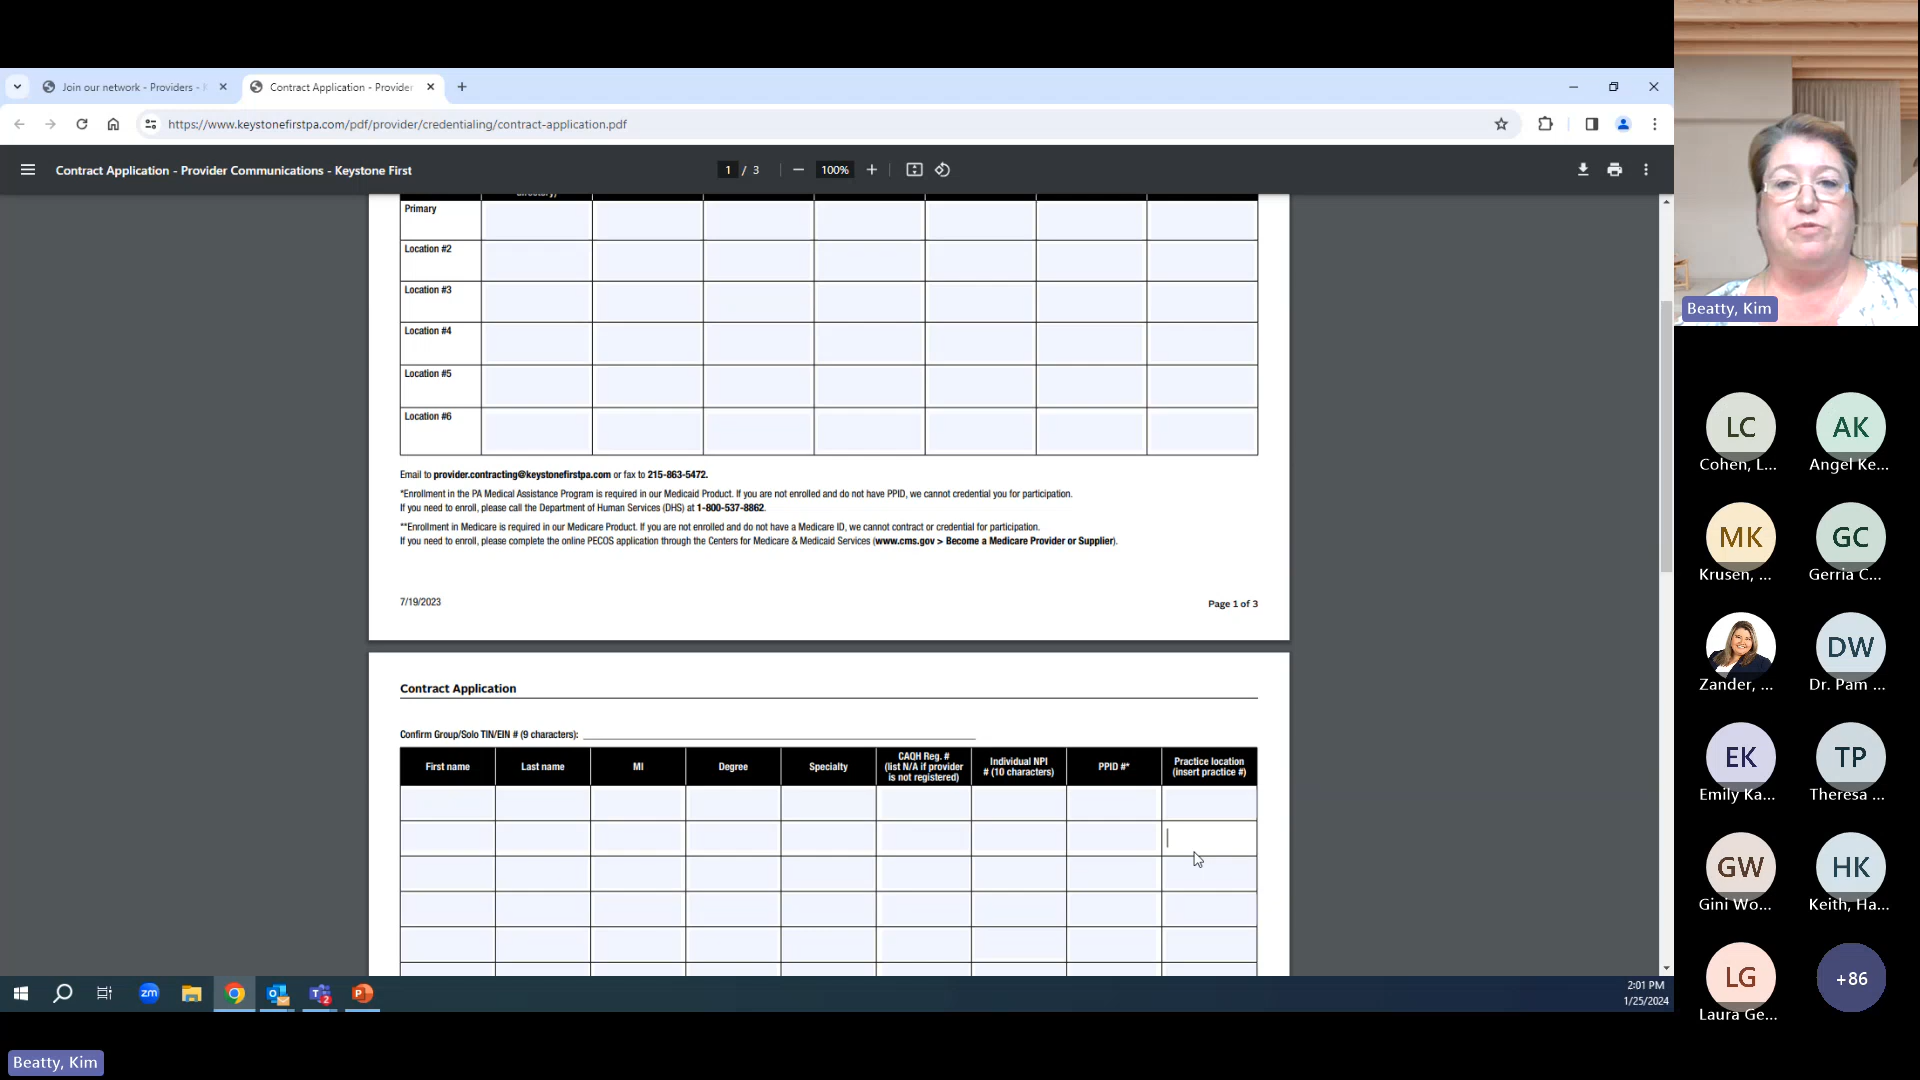 Join our network - Providers -
Contract Application - Provider
https://www.keystonefirstpa.com/pdf/provider/credentialing/contract-application.pdf
Contract Application - Provider Communications - Keystone First
1 / 3
100%
Directory)
Primary
Location #2
Location #3
Location #4
Location #5
Location #6
Email to provider.contracting@keystonefirstpa.com or fax to 215-863-5472.
*Enrollment in the PA Medical Assistance Program is required in our Medicaid Product. If you are not enrolled and do not have PPID, we cannot credential you for participation.
If you need to enroll, please call the Department of Human Services (DHS) at 1-800-537-8862.
**Enrollment in Medicare is required in our Medicare Product. If you are not enrolled and do not have a Medicare ID, we cannot contract or credential for participation.
If you need to enroll, please complete the online PECOS application through the Centers for Medicare & Medicaid Services (www.cms.gov > Become a Medicare Provider or Supplier).
7/19/2023
Page 1 of 3
Contract Application
Confirm Group/Solo TIN/EIN # (9 characters):
First name
Last name
MI
Degree
Specialty
CAQH Reg. #
(list N/A if provider
is not registered)
Individual NPI
# (10 characters)
PPID #*
Practice location
(insert practice #)
zm
2
2:01 PM
1/25/2024
Beatty, Kim
Beatty, Kim
LC
Cohen, L...
AK
Angel Ke...
MK
Krusen, ...
GC
Gerria C...
Zander, ...
DW
Dr. Pam ...
EK
Emily Ka...
TP
Theresa ...
GW
Gini Wo...
HK
Keith, Ha...
LG
Laura Ge...
+86